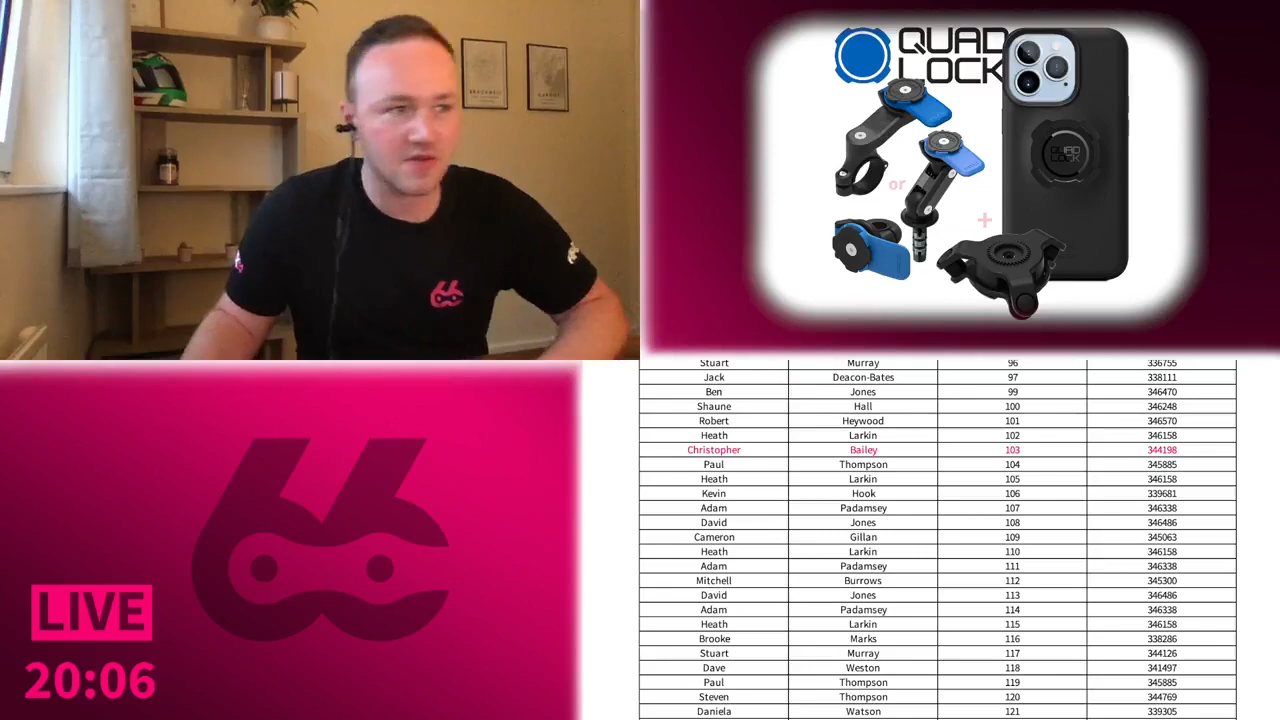 QUAD
LOCK
or
+
QUAD
LOCK
LIVE
20:06
Stuart Murray 96 336755
Jack Deacon-Bates 97 338111
Ben Jones 99 346470
Shaune Hall 100 346248
Robert Heywood 101 346570
Heath Larkin 102 346158
Christopher Bailey 103 344198
Paul Thompson 104 345885
Heath Larkin 105 346158
Kevin Hook 106 339681
Adam Padamsey 107 346338
David Jones 108 346486
Cameron Gillan 109 345063
Heath Larkin 110 346158
Adam Padamsey 111 346338
Mitchell Burrows 112 345300
David Jones 113 346486
Adam Padamsey 114 346338
Heath Larkin 115 346158
Brooke Marks 116 338286
Stuart Murray 117 344126
Dave Weston 118 341497
Paul Thompson 119 345885
Steven Thompson 120 344769
Daniela Watson 121 339305